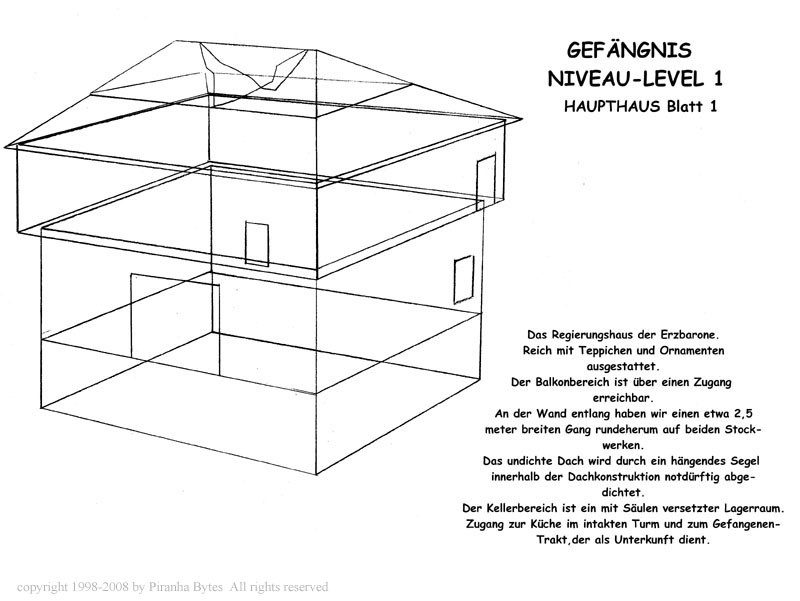 GEFÄNGNIS
NIVEAU-LEVEL 1
HAUPTHAUS Blatt 1
Das Regierungshaus der Erzbarone.
Reich mit Teppichen und Ornamenten
ausgestattet.
Der Balkonbereich ist über einen Zugang
erreichbar.
An der Wand entlang haben wir einen etwa 2,5
meter breiten Gang rundeherum auf beiden Stock-
werken.
Das undichte Dach wird durch ein hängendes Segel
innerhalb der Dachkonstruktion notdürftig abge-
dichtet.
Der Kellerbereich ist ein mit Säulen versetzter Lagerraum.
Zugang zur Küche im intakten Turm und zum Gefangenen-
Trakt,der als Unterkunft dient.
copyright 1998-2008 by Piranha Bytes All rights reserved